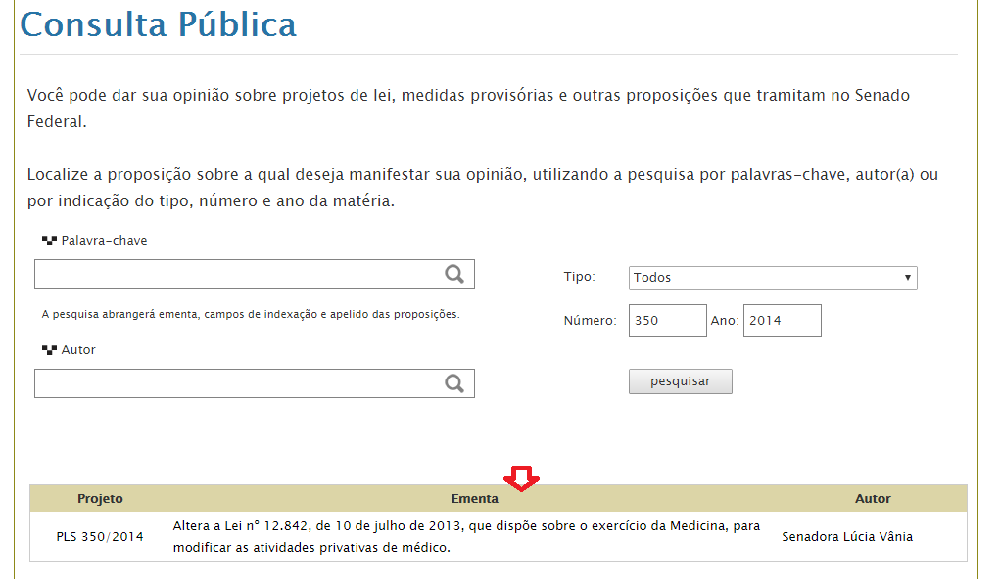 Consulta Pública
Você pode dar sua opinião sobre projetos de lei, medidas provisórias e outras proposições que tramitam no Senado
Federal.
Localize a proposição sobre a qual deseja manifestar sua opinião, utilizando a pesquisa por palavras-chave, autor(a) ou
por indicação do tipo, número e ano da matéria.
Palavra-chave
A pesquisa abrangerá ementa, campos de indexação e apelido das proposições.
Autor
Tipo: Todos
Número: 350 Ano: 2014
pesquisar
Projeto Ementa Autor
PLS 350/2014
Altera a Lei nº 12.842, de 10 de julho de 2013, que dispõe sobre o exercício da Medicina, para
modificar as atividades privativas de médico.
Senadora Lúcia Vânia